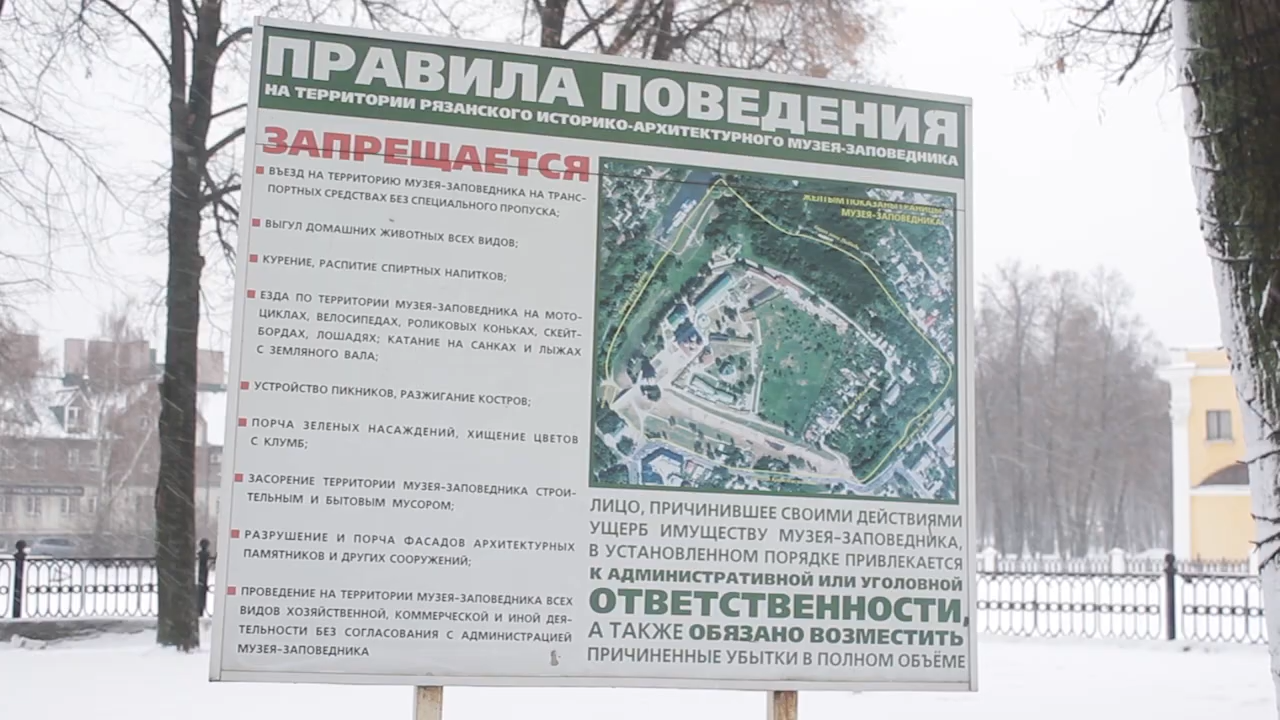 ПРАВИЛА ПОВЕДЕНИЯ
НА ТЕРРИТОРИИ РЯЗАНСКОГО ИСТОРИКО-АРХИТЕКТУРНОГО МУЗЕЯ-ЗАПОВЕДНИКА
ЗАПРЕЩАЕТСЯ
ВЪЕЗД НА ТЕРРИТОРИЮ МУЗЕЯ-ЗАПОВЕДНИКА НА ТРАНС-
ПОРТНЫХ СРЕДСТВАХ БЕЗ СПЕЦИАЛЬНОГО ПРОПУСКА;
ВЫГУЛ ДОМАШНИХ ЖИВОТНЫХ ВСЕХ ВИДОВ;
КУРЕНИЕ, РАСПИТИЕ СПИРТНЫХ НАПИТКОВ;
ЕЗДА ПО ТЕРРИТОРИИ МУЗЕЯ-ЗАПОВЕДНИКА НА МОТО-
ЦИКЛАХ, ВЕЛОСИПЕДАХ, РОЛИКОВЫХ КОНЬКАХ, СКЕЙТ-
БОРДАХ, ЛОШАДЯХ; КАТАНИЕ НА САНКАХ И ЛЫЖАХ
С ЗЕМЛЯНОГО ВАЛА;
УСТРОЙСТВО ПИКНИКОВ, РАЗЖИГАНИЕ КОСТРОВ;
ПОРЧА ЗЕЛЕНЫХ НАСАЖДЕНИЙ, ХИЩЕНИЕ ЦВЕТОВ
С КЛУМБ;
ЗАСОРЕНИЕ ТЕРРИТОРИИ МУЗЕЯ-ЗАПОВЕДНИКА СТРОИ-
ТЕЛЬНЫМ И БЫТОВЫМ МУСОРОМ;
РАЗРУШЕНИЕ И ПОРЧА ФАСАДОВ АРХИТЕКТУРНЫХ
ПАМЯТНИКОВ И ДРУГИХ СООРУЖЕНИЙ;
ПРОВЕДЕНИЕ НА ТЕРРИТОРИИ МУЗЕЯ-ЗАПОВЕДНИКА ВСЕХ
ВИДОВ ХОЗЯЙСТВЕННОЙ, КОММЕРЧЕСКОЙ И ИНОЙ ДЕЯ-
ТЕЛЬНОСТИ БЕЗ СОГЛАСОВАНИЯ С АДМИНИСТРАЦИЕЙ
МУЗЕЯ-ЗАПОВЕДНИКА
ЖЕЛТЫМ ПОКАЗАНЫ ГРАНИЦЫ
МУЗЕЯ-ЗАПОВЕДНИКА
ЛИЦО, ПРИЧИНИВШЕЕ СВОИМИ ДЕЙСТВИЯМИ
УЩЕРБ ИМУЩЕСТВУ МУЗЕЯ-ЗАПОВЕДНИКА,
В УСТАНОВЛЕННОМ ПОРЯДКЕ ПРИВЛЕКАЕТСЯ
К АДМИНИСТРАТИВНОЙ ИЛИ УГОЛОВНОЙ
ОТВЕТСТВЕННОСТИ,
А ТАКЖЕ ОБЯЗАНО ВОЗМЕСТИТЬ
ПРИЧИНЕННЫЕ УБЫТКИ В ПОЛНОМ ОБЪЁМЕ